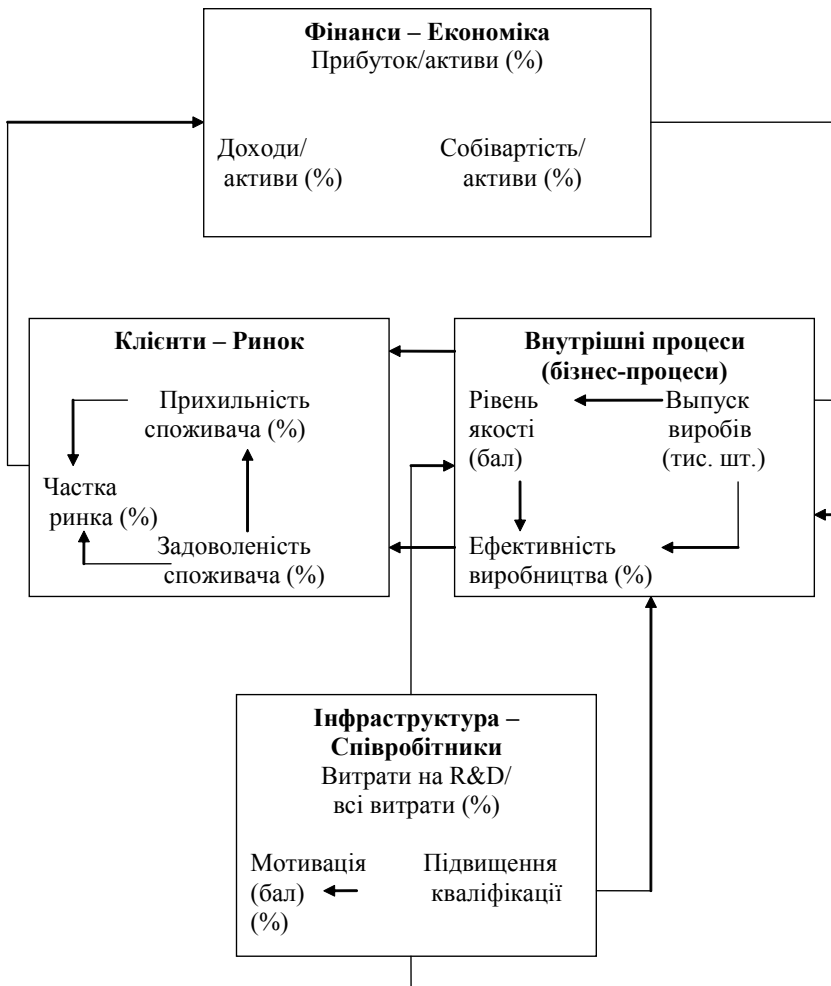 Фінанси – Економіка
Прибуток/активи (%)
Доходи/
активи (%)
Собівартість/
активи (%)
Клієнти – Ринок
Прихильність
споживача (%)
Частка
ринка (%)
Задоволеність
споживача (%)
Внутрішні процеси
(бізнес-процеси)
Рівень
якості
(бал)
Выпуск
виробів
(тис. шт.)
Ефективність
виробництва (%)
Інфраструктура –
Співробітники
Витрати на R&D/
всі витрати (%)
Мотивація
(бал)
(%)
Підвищення
кваліфікації